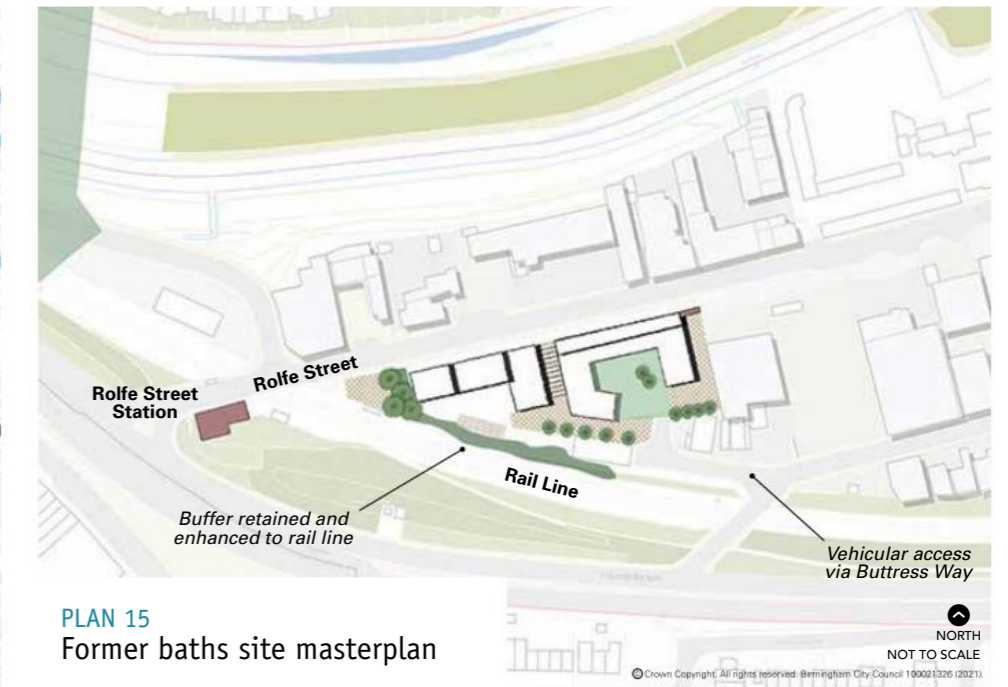 Rolfe Street
Station
Rolfe Street
Rail Line
Buffer retained and
enhanced to rail line
Vehicular access
via Buttress Way
PLAN 15
Former baths site masterplan
NORTH
NOT TO SCALE
© Crown Copyright. All rights reserved. Birmingham City Council 100021326 (2021).